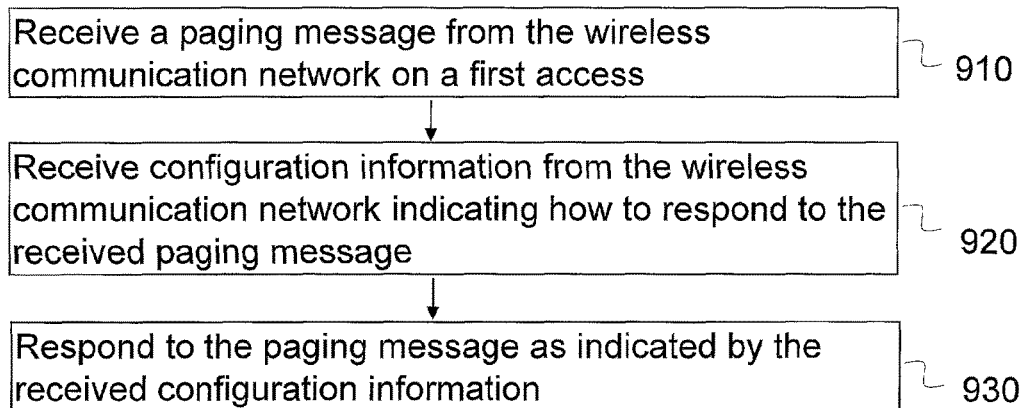 Receive a paging message from the wireless
communication network on a first access
910
Receive configuration information from the wireless
communication network indicating how to respond to the
received paging message
920
Respond to the paging message as indicated by the
received configuration information
930